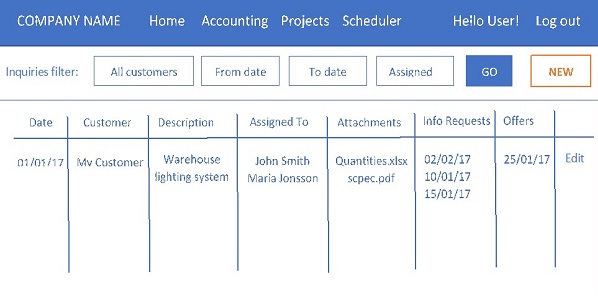 COMPANY NAME Home Accounting Projects Scheduler Hello User! Log out
Inquiries filter: All customers From date To date Assigned GO NEW
Date Customer Description Assigned To Attachments Info Requests Offers
01/01/17 My Customer Warehouse John Smith Quantities.xlsx 02/02/17 25/01/17 Edit
lighting system Maria Jonsson scpec.pdf 10/01/17
15/01/17